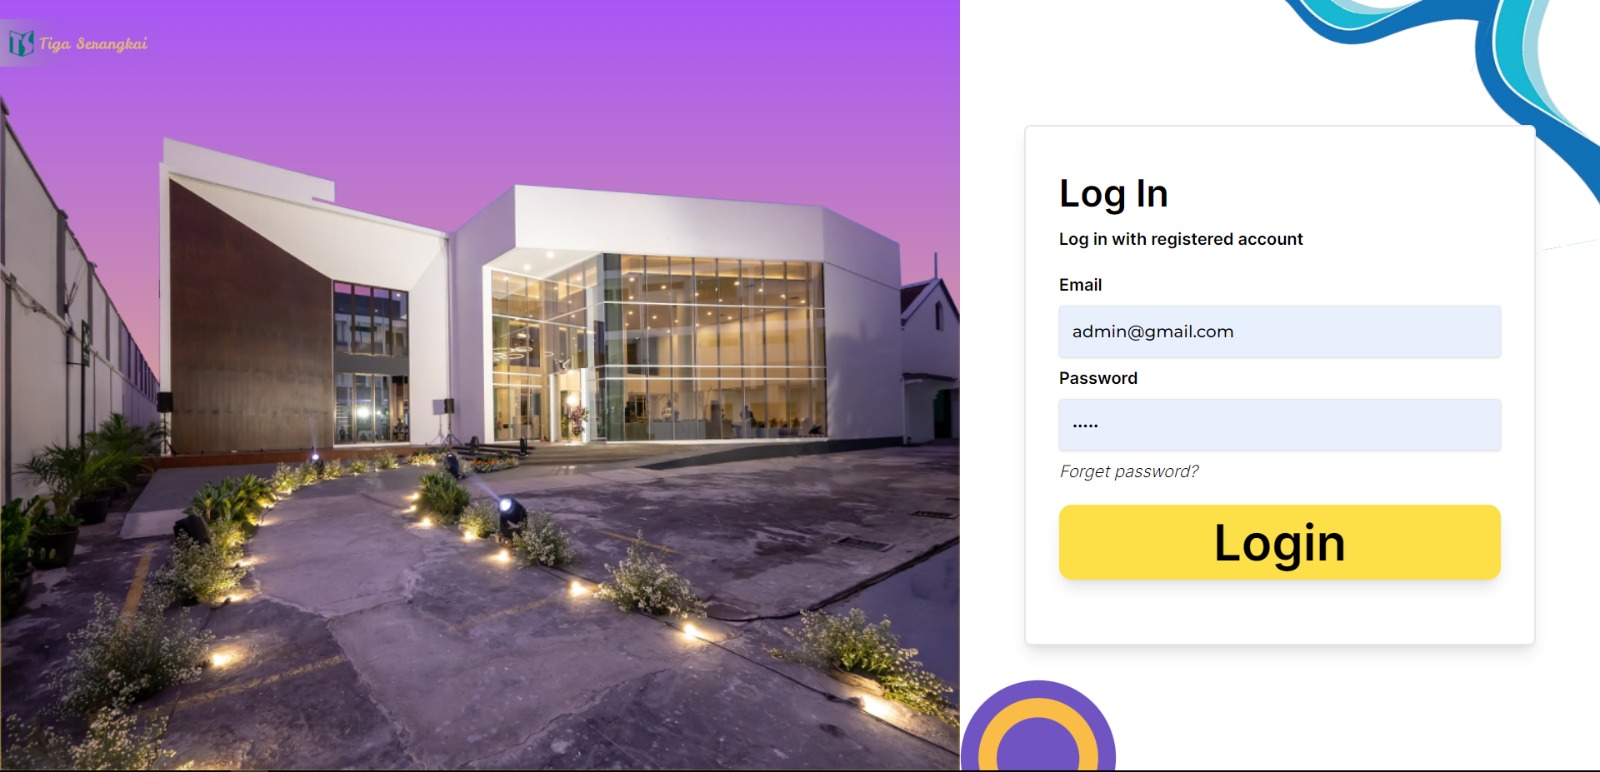 Tiga Serangkai
Log In
Log in with registered account
Email
admin@gmail.com
Password
•••••
Forget password?
Login